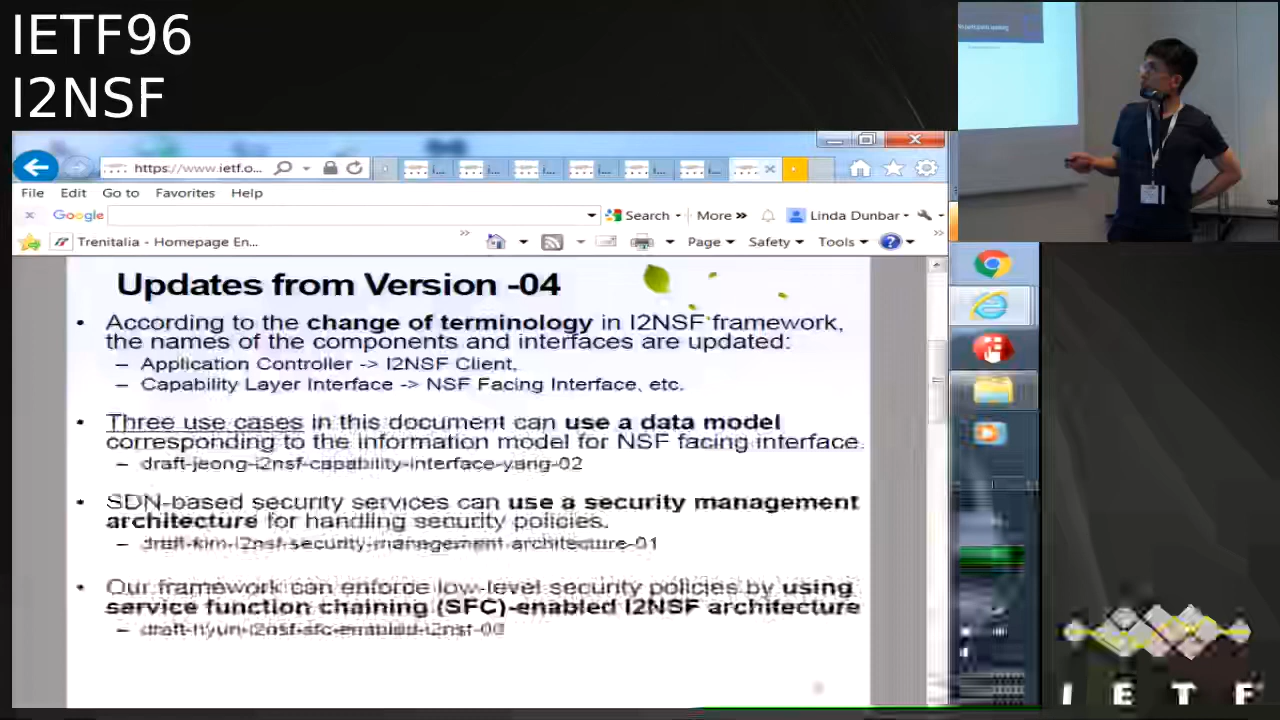 IETF96
I2NSF
https://www.ietf.o...
File Edit Go to Favorites Help
Google Search More » Linda Dunbar
Trenitalia - Homepage En... Page Safety Tools
Updates from Version -04
• According to the change of terminology in I2NSF framework,
the names of the components and interfaces are updated:
– Application Controller -> I2NSF Client,
– Capability Layer Interface -> NSF Facing Interface, etc.
• Three use cases in this document can use a data model
corresponding to the information model for NSF facing interface.
– draft-jeong-i2nsf-capability-interface-yang-02
• SDN-based security services can use a security management
architecture for handling security policies.
– draft-kim-i2nsf-security-management-architecture-01
• Our framework can enforce low-level security policies by using
service function chaining (SFC)-enabled I2NSF architecture
– draft-hyun-i2nsf-sfc-enabled-i2nsf-00
I E T F